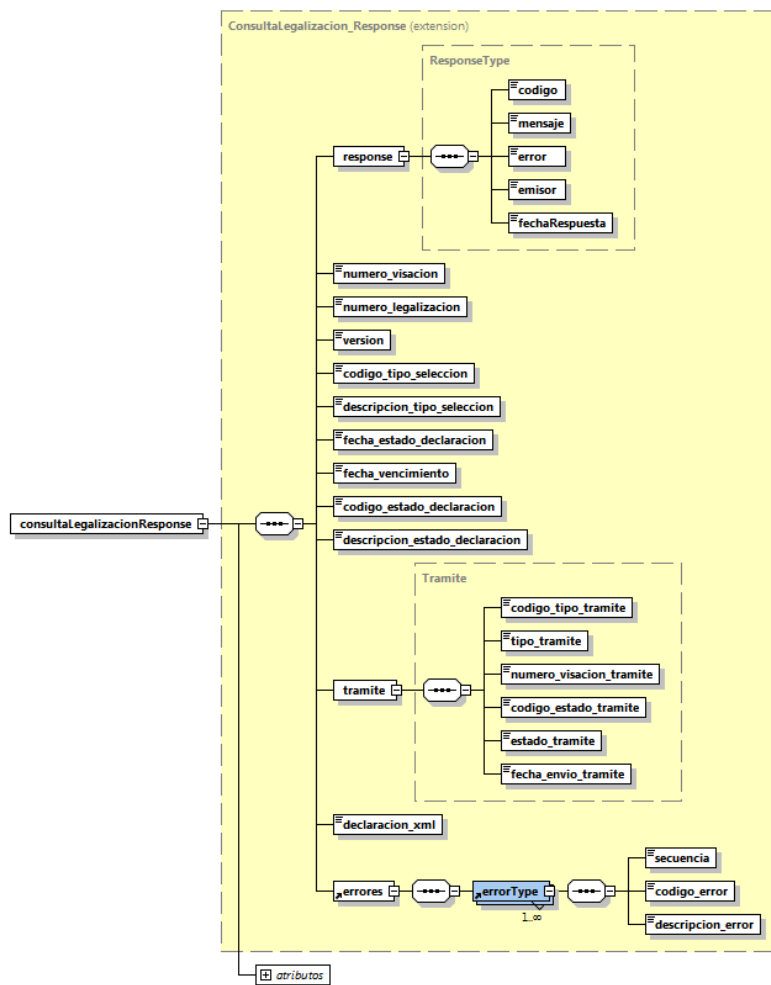 ConsultaLegalizacion_Response (extension)
ResponseType
codigo
mensaje
response
error
emisor
fechaRespuesta
numero_visacion
numero_legalizacion
version
codigo_tipo_seleccion
descripcion_tipo_seleccion
fecha_estado_declaracion
fecha_vencimiento
codigo_estado_declaracion
consultaLegalizacionResponse
descripcion_estado_declaracion
Tramite
codigo_tipo_tramite
tipo_tramite
numero_visacion_tramite
tramite
codigo_estado_tramite
estado_tramite
fecha_envio_tramite
declaracion_xml
secuencia
errores
errorType
codigo_error
1..∞
descripcion_error
atributos